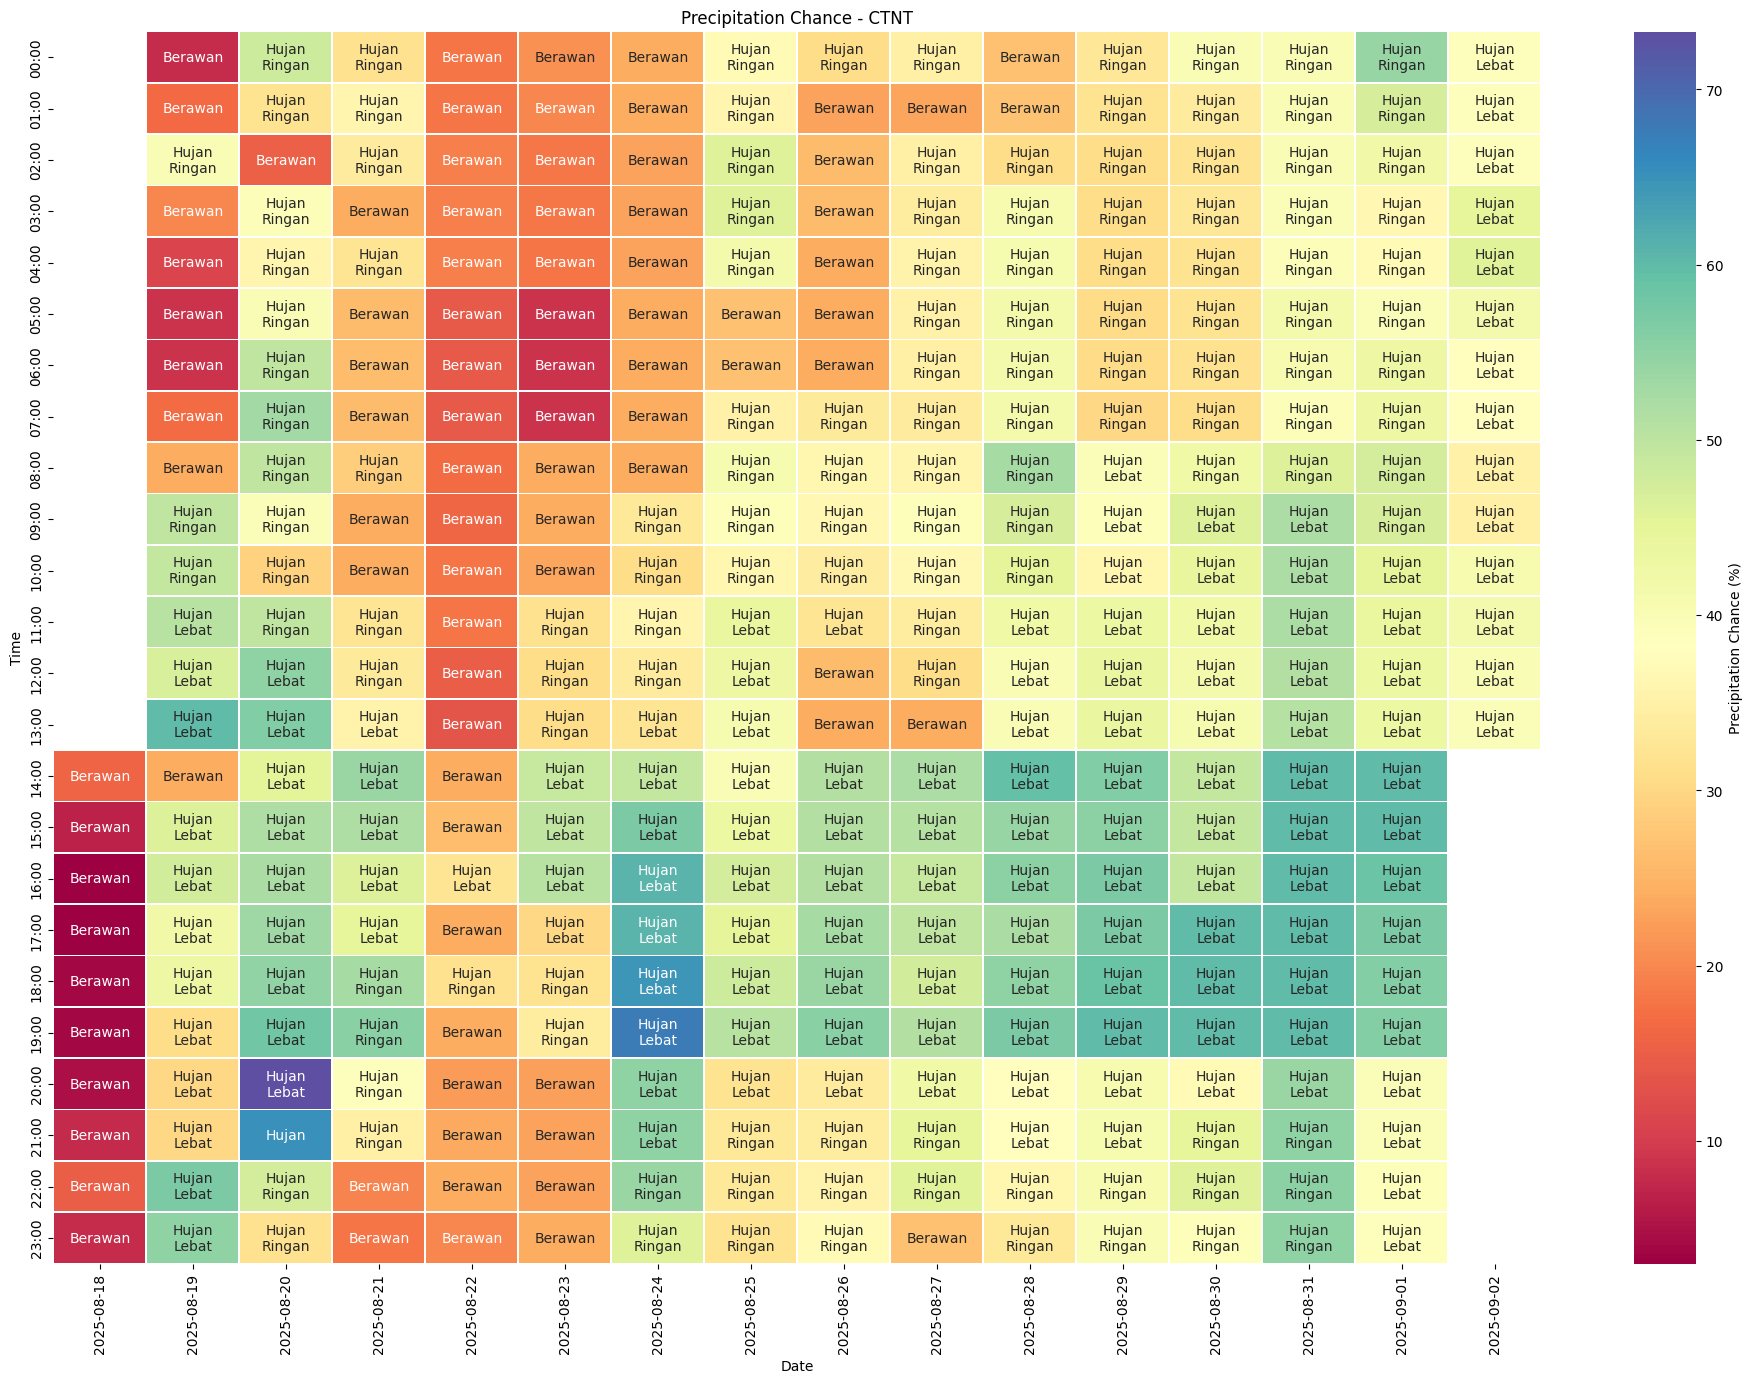 Precipitation Chance - CTNT
00:00 Berawan Hujan Ringan Hujan Ringan Berawan Berawan Berawan Hujan Ringan Hujan Ringan Hujan Ringan Berawan Hujan Ringan Hujan Ringan Hujan Ringan Hujan Ringan Hujan Lebat
01:00 Berawan Hujan Ringan Hujan Ringan Berawan Berawan Berawan Hujan Ringan Berawan Berawan Berawan Hujan Ringan Hujan Ringan Hujan Ringan Hujan Ringan Hujan Lebat
02:00 Hujan Ringan Berawan Hujan Ringan Berawan Berawan Berawan Hujan Ringan Berawan Hujan Ringan Hujan Ringan Hujan Ringan Hujan Ringan Hujan Ringan Hujan Ringan Hujan Lebat
03:00 Berawan Hujan Ringan Berawan Berawan Berawan Berawan Hujan Ringan Berawan Hujan Ringan Hujan Ringan Hujan Ringan Hujan Ringan Hujan Ringan Hujan Ringan Hujan Lebat
04:00 Berawan Hujan Ringan Hujan Ringan Berawan Berawan Berawan Hujan Ringan Berawan Hujan Ringan Hujan Ringan Hujan Ringan Hujan Ringan Hujan Ringan Hujan Ringan Hujan Lebat
05:00 Berawan Hujan Ringan Berawan Berawan Berawan Berawan Berawan Berawan Hujan Ringan Hujan Ringan Hujan Ringan Hujan Ringan Hujan Ringan Hujan Ringan Hujan Lebat
06:00 Berawan Hujan Ringan Berawan Berawan Berawan Berawan Berawan Berawan Hujan Ringan Hujan Ringan Hujan Ringan Hujan Ringan Hujan Ringan Hujan Ringan Hujan Lebat
07:00 Berawan Hujan Ringan Berawan Berawan Berawan Berawan Hujan Ringan Hujan Ringan Hujan Ringan Hujan Ringan Hujan Ringan Hujan Ringan Hujan Ringan Hujan Ringan Hujan Lebat
08:00 Berawan Hujan Ringan Hujan Ringan Berawan Berawan Berawan Hujan Ringan Hujan Ringan Hujan Ringan Hujan Ringan Hujan Lebat Hujan Ringan Hujan Ringan Hujan Ringan Hujan Lebat
09:00 Hujan Ringan Hujan Ringan Berawan Berawan Berawan Hujan Ringan Hujan Ringan Hujan Ringan Hujan Ringan Hujan Ringan Hujan Lebat Hujan Lebat Hujan Lebat Hujan Ringan Hujan Lebat
10:00 Hujan Ringan Hujan Ringan Berawan Berawan Berawan Hujan Ringan Hujan Ringan Hujan Ringan Hujan Ringan Hujan Ringan Hujan Lebat Hujan Lebat Hujan Lebat Hujan Lebat Hujan Lebat
11:00 Hujan Lebat Hujan Ringan Hujan Ringan Berawan Hujan Ringan Hujan Ringan Hujan Lebat Hujan Lebat Hujan Ringan Hujan Lebat Hujan Lebat Hujan Lebat Hujan Lebat Hujan Lebat Hujan Lebat
12:00 Hujan Lebat Hujan Lebat Hujan Ringan Berawan Hujan Ringan Hujan Ringan Hujan Lebat Berawan Hujan Ringan Hujan Lebat Hujan Lebat Hujan Lebat Hujan Lebat Hujan Lebat Hujan Lebat
13:00 Hujan Lebat Hujan Lebat Hujan Lebat Berawan Hujan Ringan Hujan Lebat Hujan Lebat Berawan Berawan Hujan Lebat Hujan Lebat Hujan Lebat Hujan Lebat Hujan Lebat Hujan Lebat
14:00 Berawan Berawan Hujan Lebat Hujan Lebat Berawan Hujan Lebat Hujan Lebat Hujan Lebat Hujan Lebat Hujan Lebat Hujan Lebat Hujan Lebat Hujan Lebat Hujan Lebat Hujan Lebat
15:00 Berawan Hujan Lebat Hujan Lebat Hujan Lebat Berawan Hujan Lebat Hujan Lebat Hujan Lebat Hujan Lebat Hujan Lebat Hujan Lebat Hujan Lebat Hujan Lebat Hujan Lebat Hujan Lebat
16:00 Berawan Hujan Lebat Hujan Lebat Hujan Lebat Hujan Lebat Hujan Lebat Hujan Lebat Hujan Lebat Hujan Lebat Hujan Lebat Hujan Lebat Hujan Lebat Hujan Lebat Hujan Lebat Hujan Lebat
17:00 Berawan Hujan Lebat Hujan Lebat Hujan Lebat Berawan Hujan Lebat Hujan Lebat Hujan Lebat Hujan Lebat Hujan Lebat Hujan Lebat Hujan Lebat Hujan Lebat Hujan Lebat Hujan Lebat
18:00 Berawan Hujan Lebat Hujan Lebat Hujan Ringan Hujan Ringan Hujan Ringan Hujan Lebat Hujan Lebat Hujan Lebat Hujan Lebat Hujan Lebat Hujan Lebat Hujan Lebat Hujan Lebat Hujan Lebat
19:00 Berawan Hujan Lebat Hujan Lebat Hujan Ringan Berawan Hujan Ringan Hujan Lebat Hujan Lebat Hujan Lebat Hujan Lebat Hujan Lebat Hujan Lebat Hujan Lebat Hujan Lebat Hujan Lebat
20:00 Berawan Hujan Lebat Hujan Lebat Hujan Ringan Berawan Berawan Hujan Lebat Hujan Lebat Hujan Lebat Hujan Lebat Hujan Lebat Hujan Lebat Hujan Lebat Hujan Lebat Hujan Lebat
21:00 Berawan Hujan Lebat Hujan Hujan Ringan Berawan Berawan Hujan Lebat Hujan Ringan Hujan Ringan Hujan Ringan Hujan Lebat Hujan Lebat Hujan Ringan Hujan Ringan Hujan Lebat
22:00 Berawan Hujan Lebat Hujan Ringan Berawan Berawan Berawan Hujan Ringan Hujan Ringan Hujan Ringan Hujan Ringan Hujan Ringan Hujan Ringan Hujan Ringan Hujan Ringan Hujan Lebat
23:00 Berawan Hujan Lebat Hujan Ringan Berawan Berawan Berawan Hujan Ringan Hujan Ringan Hujan Ringan Berawan Hujan Ringan Hujan Ringan Hujan Ringan Hujan Ringan Hujan Lebat
Time
2025-08-18
2025-08-19
2025-08-20
2025-08-21
2025-08-22
2025-08-23
2025-08-24
2025-08-25
2025-08-26
2025-08-27
2025-08-28
2025-08-29
2025-08-30
2025-08-31
2025-09-01
2025-09-02
Date
70
60
50
40
30
20
10
Precipitation Chance (%)